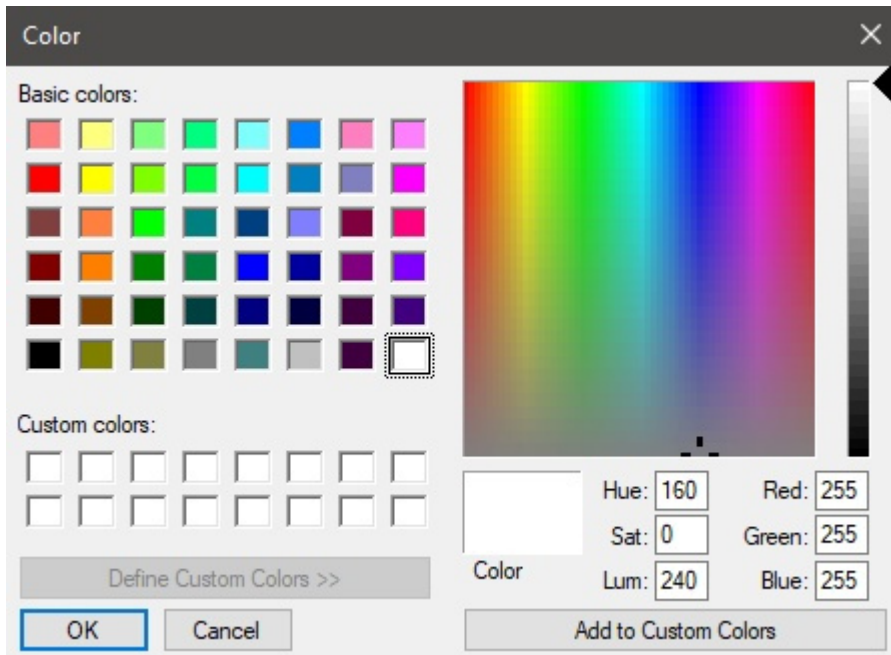 Color
Basic colors:
Custom colors:
Define Custom Colors >>
OK
Cancel
Color
Hue: 160
Sat: 0
Lum: 240
Red: 255
Green: 255
Blue: 255
Add to Custom Colors